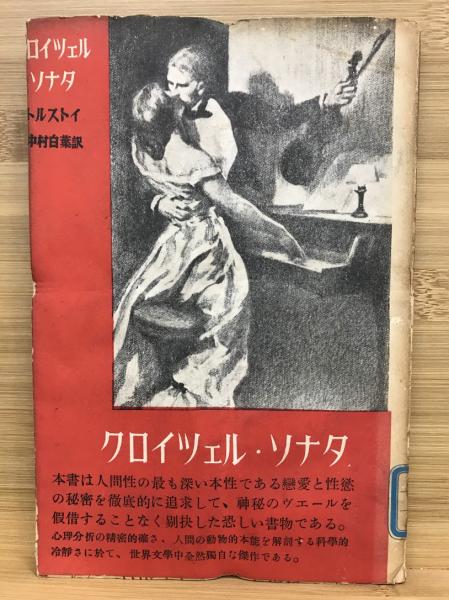 クロイツェル
ソナタ
トルストイ
中村白葉訳
クロイツェル・ソナタ
本書は人間性の最も深い本性である戀愛と性慾
の秘密を徹底的に追求して、神秘のヴエールを
假借することなく剔抉した恐しい書物である。
心理分析の精密的確さ、人間の動物的本能を解剖する科學的
冷靜さに於て、世界文學中全然獨自な傑作である。